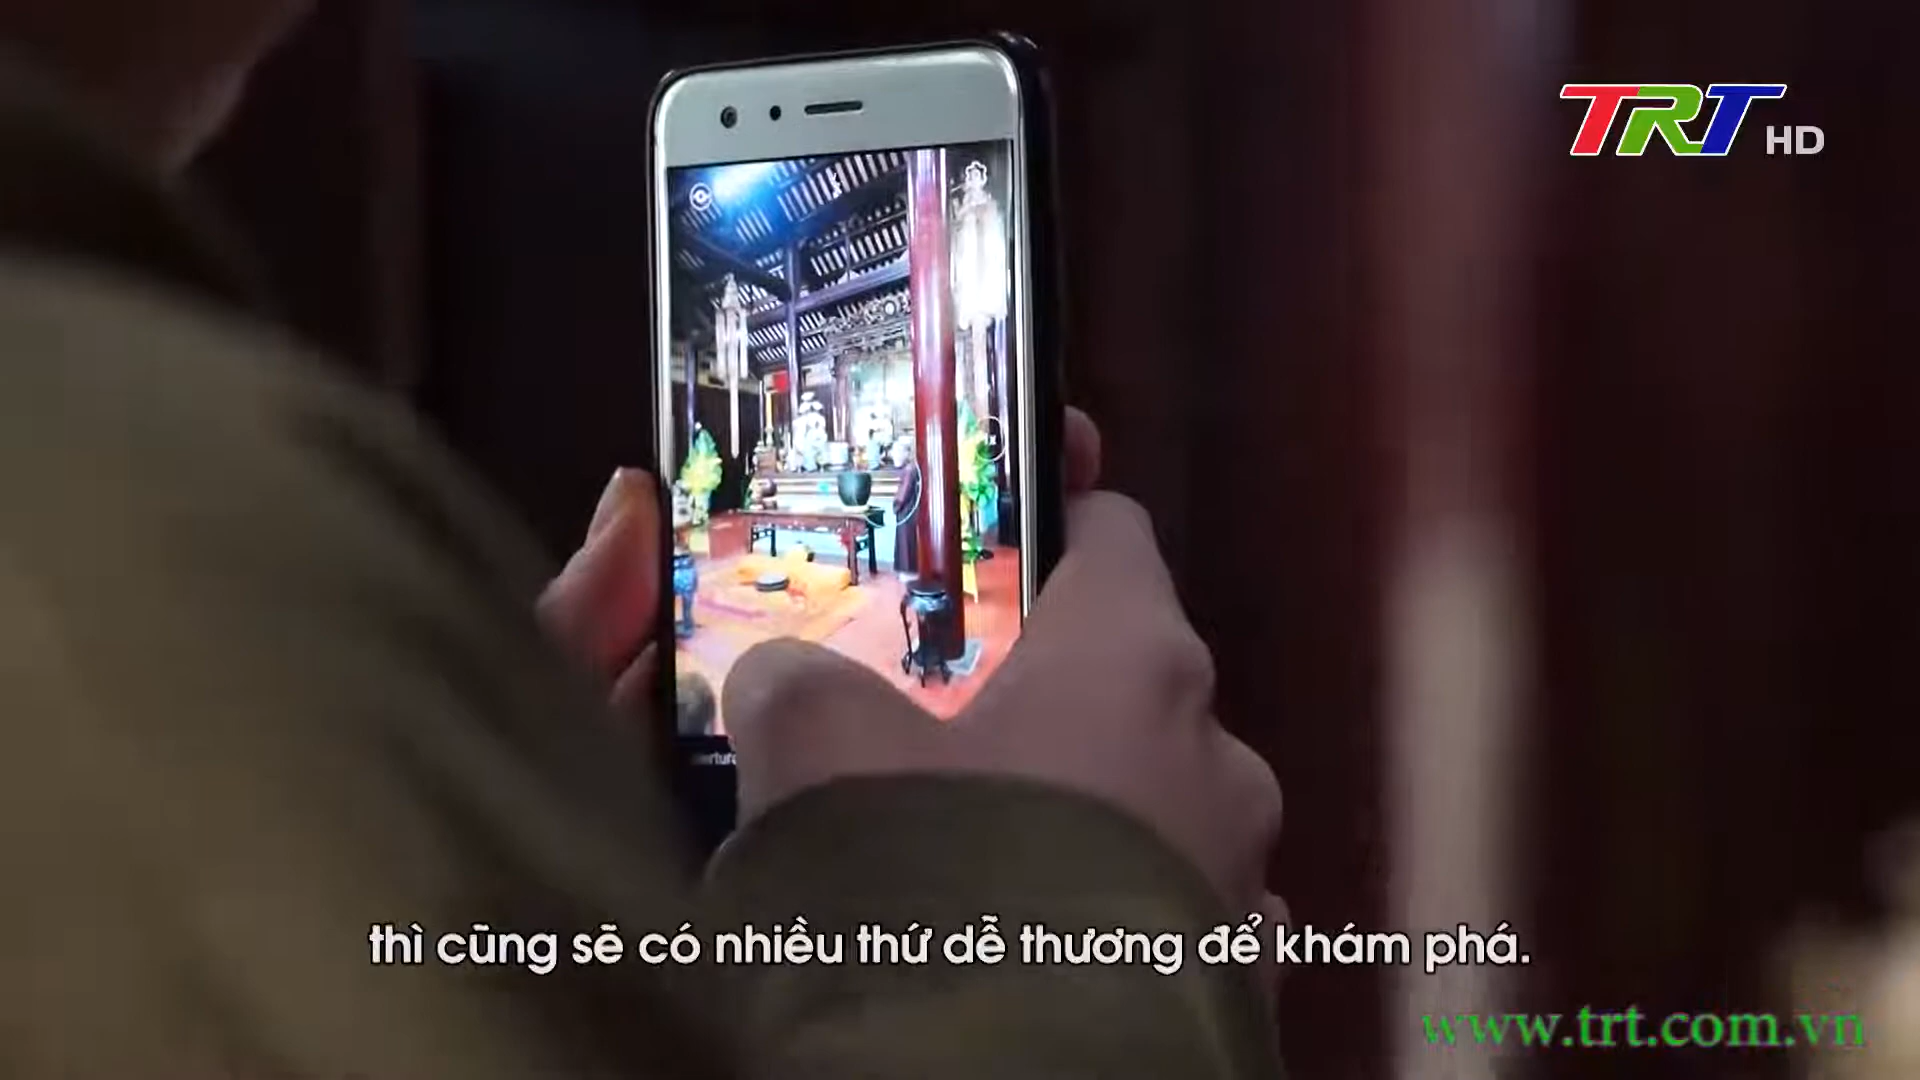 TRT HD
thì cũng sẽ có nhiều thứ dễ thương để khám phá.
www.trt.com.vn